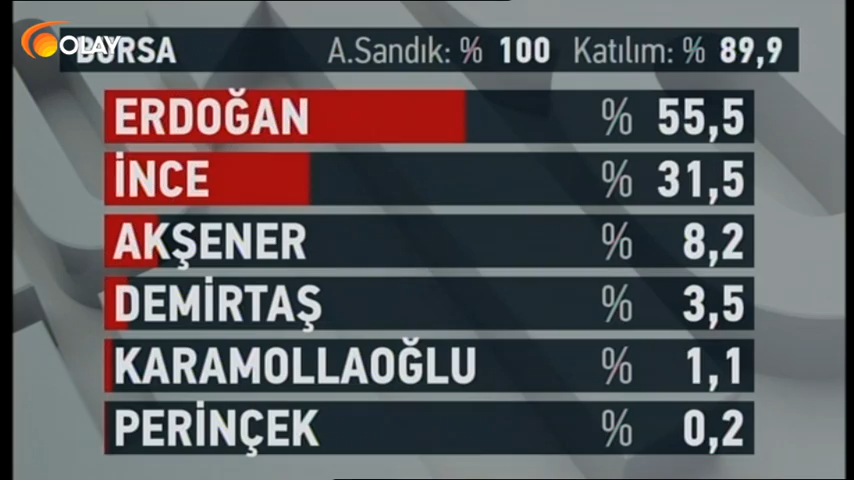 OLAY
BURSA A.Sandık: % 100 Katılım: % 89,9
ERDOĞAN % 55,5
İNCE % 31,5
AKŞENER % 8,2
DEMİRTAŞ % 3,5
KARAMOLLAOĞLU % 1,1
PERİNÇEK % 0,2